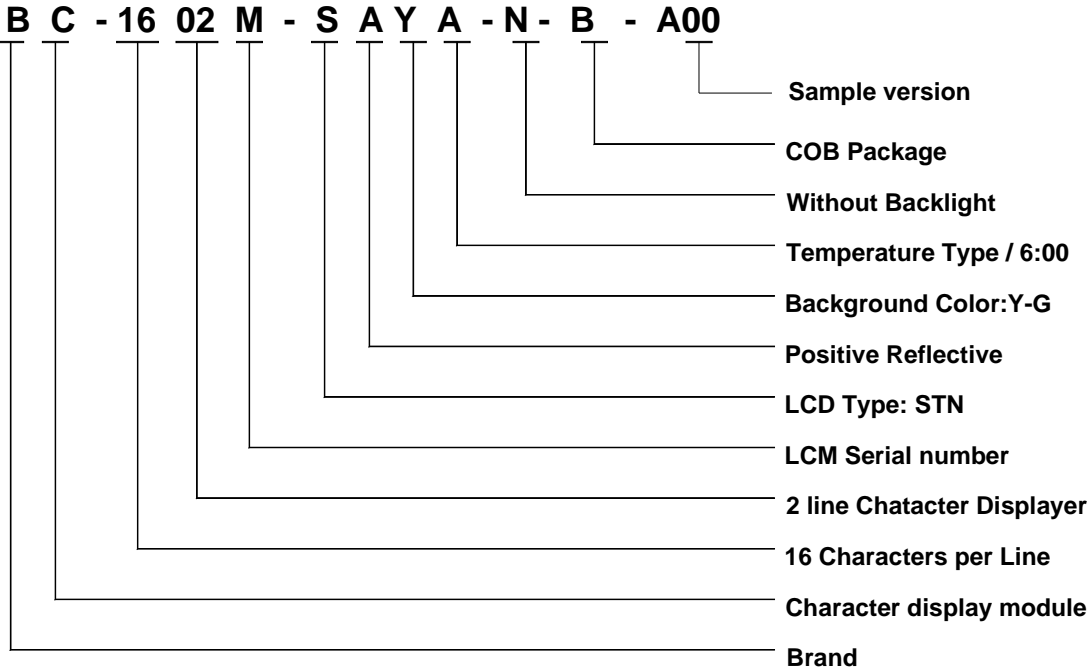 B C - 16 02 M - S A Y A - N - B - A00
Sample version
COB Package
Without Backlight
Temperature Type / 6:00
Background Color:Y-G
Positive Reflective
LCD Type: STN
LCM Serial number
2 line Chatacter Displayer
16 Characters per Line
Character display module
Brand